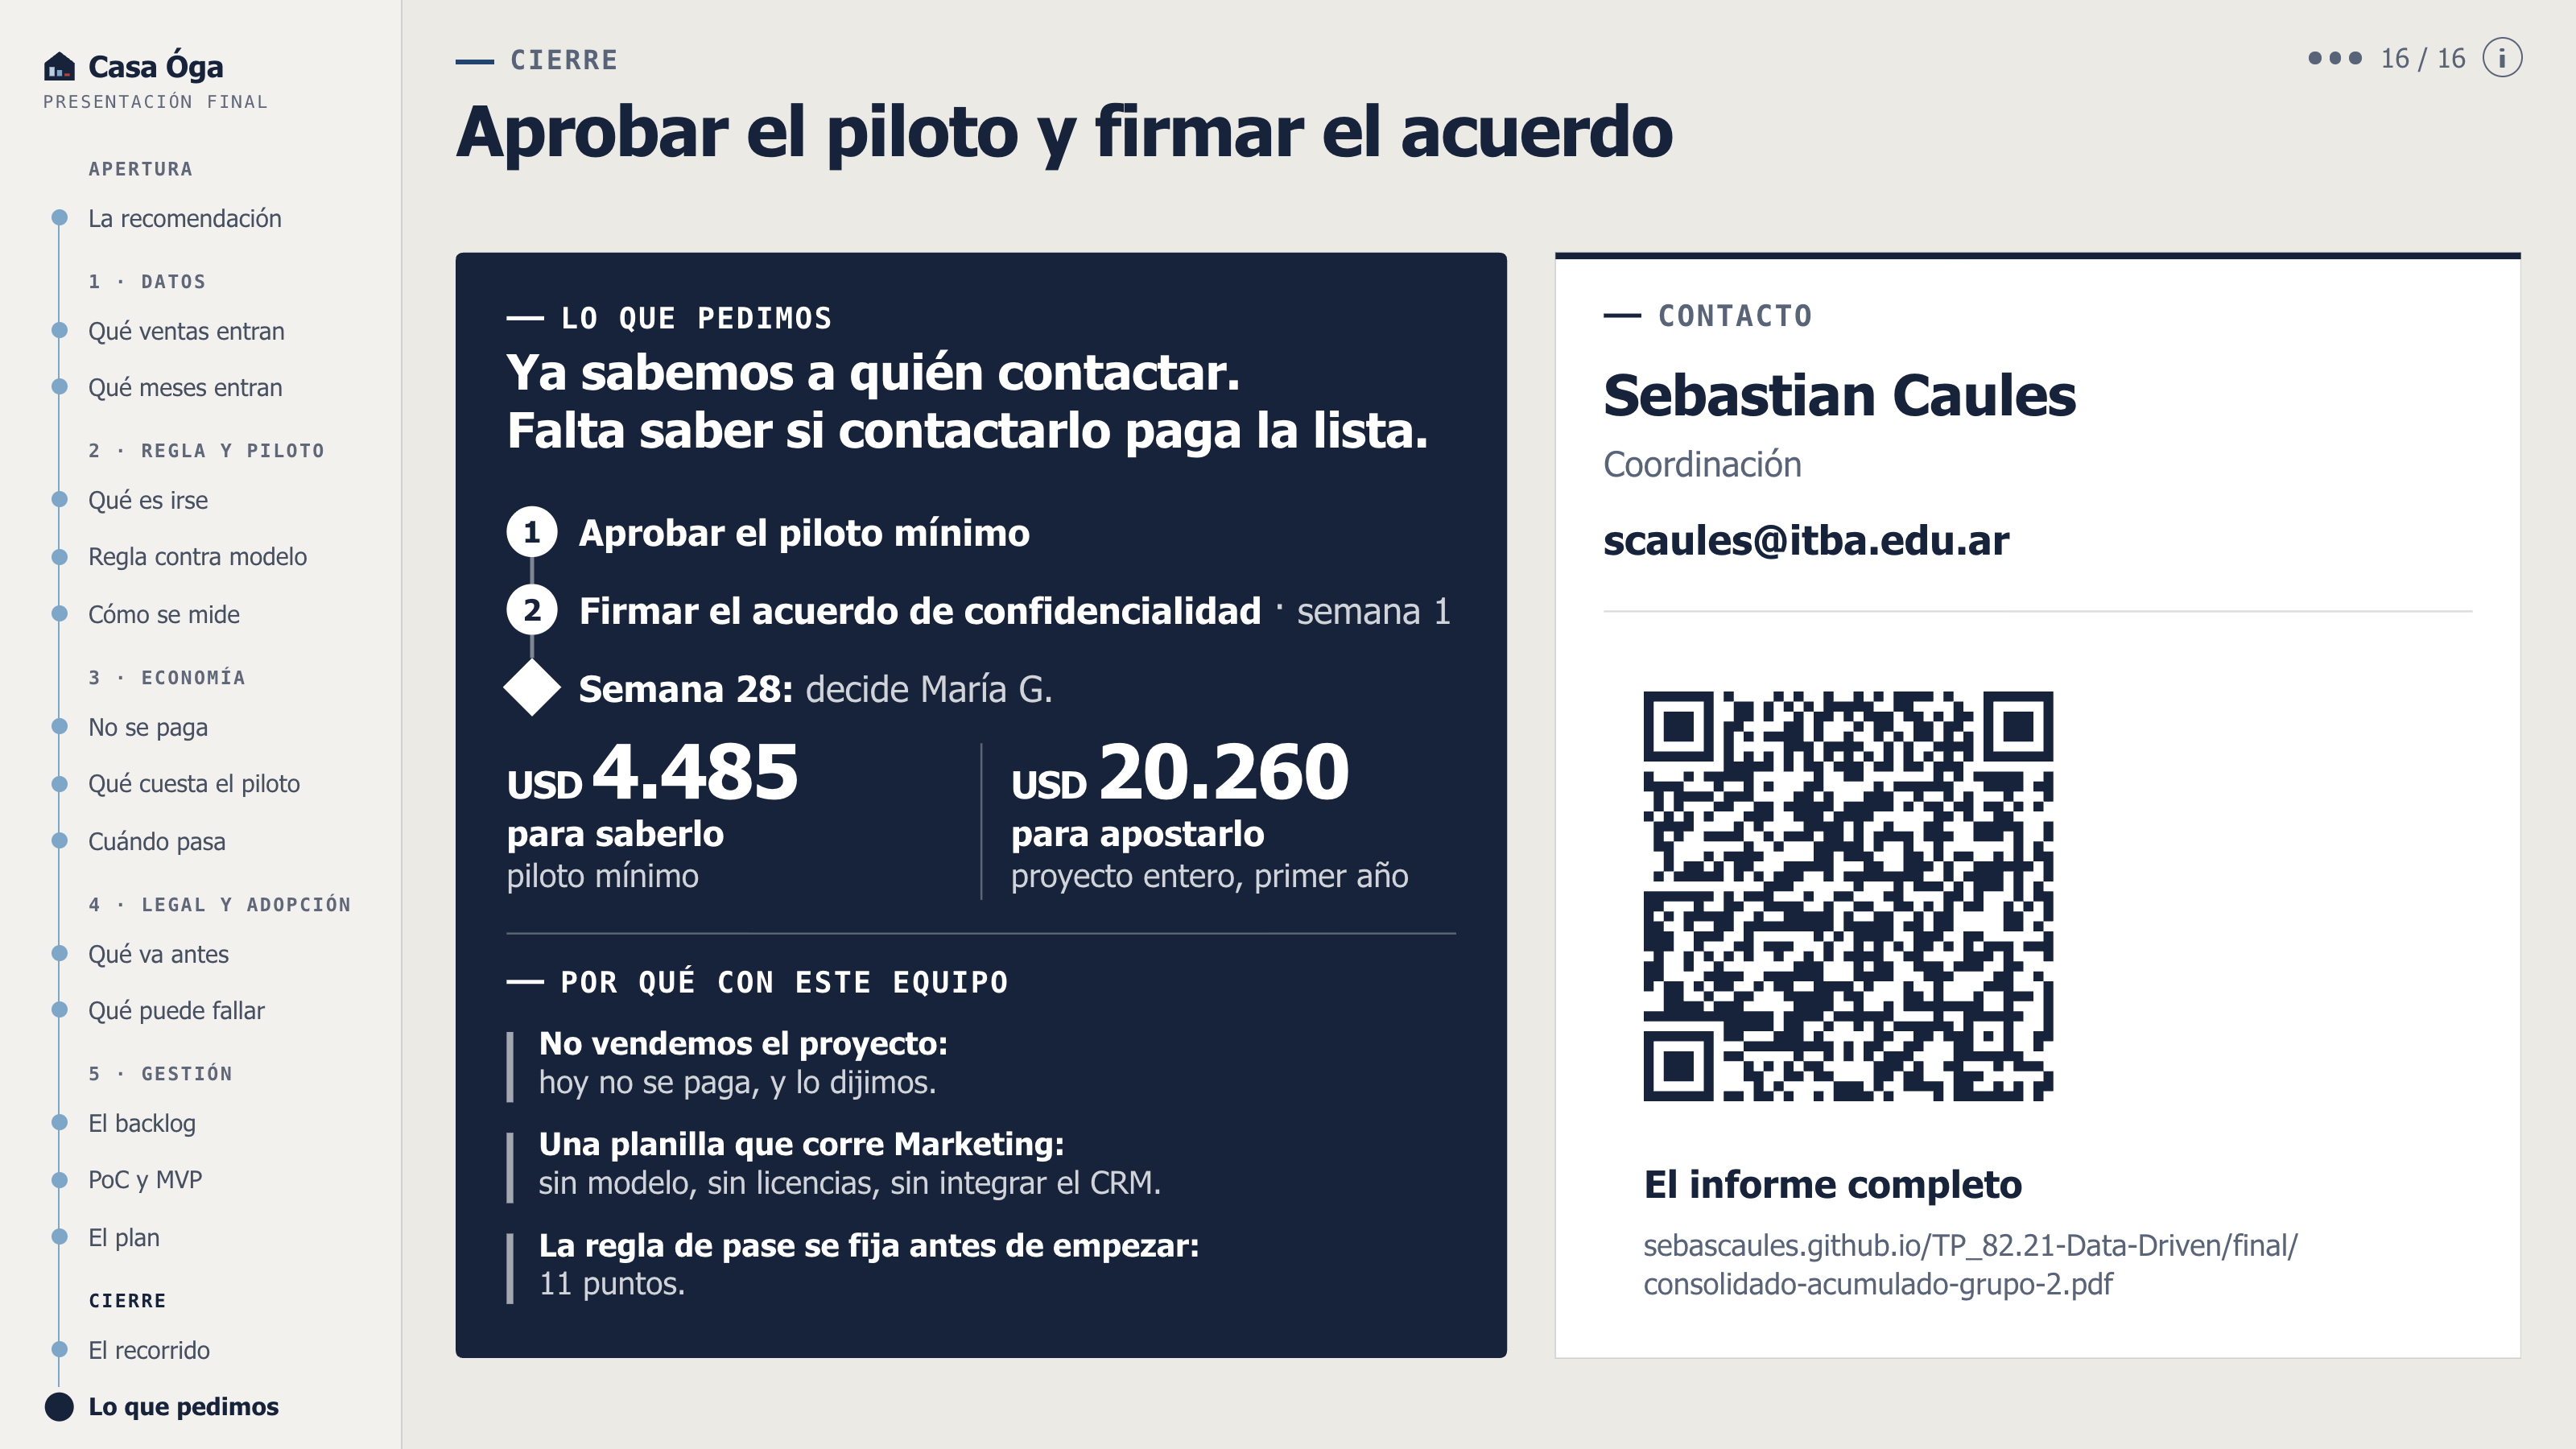 Casa Óga
PRESENTACIÓN FINAL
APERTURA
La recomendación
1 · DATOS
Qué ventas entran
Qué meses entran
2 · REGLA Y PILOTO
Qué es irse
Regla contra modelo
Cómo se mide
3 · ECONOMÍA
No se paga
Qué cuesta el piloto
Cuándo pasa
4 · LEGAL Y ADOPCIÓN
Qué va antes
Qué puede fallar
5 · GESTIÓN
El backlog
PoC y MVP
El plan
CIERRE
El recorrido
Lo que pedimos
CIERRE
16 / 16
i
Aprobar el piloto y firmar el acuerdo
LO QUE PEDIMOS
Ya sabemos a quién contactar.
Falta saber si contactarlo paga la lista.
1 Aprobar el piloto mínimo
2 Firmar el acuerdo de confidencialidad · semana 1
Semana 28: decide María G.
USD 4.485
para saberlo
piloto mínimo
USD 20.260
para apostarlo
proyecto entero, primer año
POR QUÉ CON ESTE EQUIPO
No vendemos el proyecto:
hoy no se paga, y lo dijimos.
Una planilla que corre Marketing:
sin modelo, sin licencias, sin integrar el CRM.
La regla de pase se fija antes de empezar:
11 puntos.
CONTACTO
Sebastian Caules
Coordinación
scaules@itba.edu.ar
El informe completo
sebascaules.github.io/TP_82.21-Data-Driven/final/
consolidado-acumulado-grupo-2.pdf